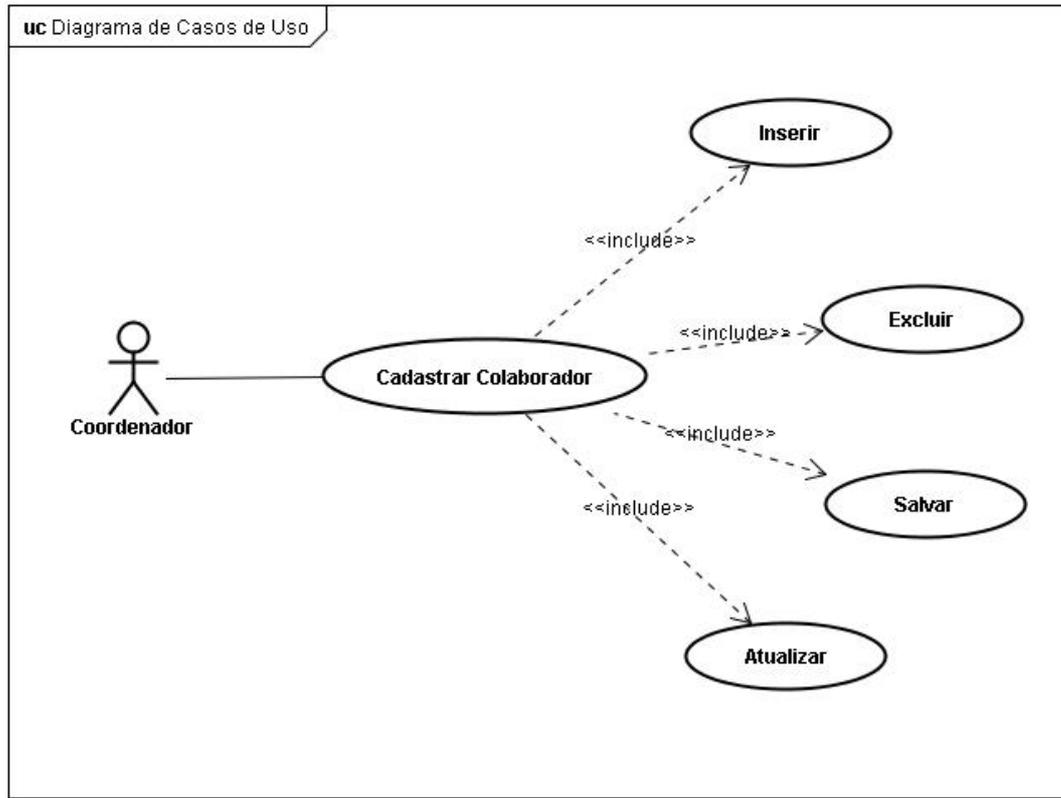 uc Diagrama de Casos de Uso
Inserir
<<include>>
Excluir
<<include>>
Cadastrar Colaborador
Coordenador
<<include>>
Salvar
<<include>>
Atualizar